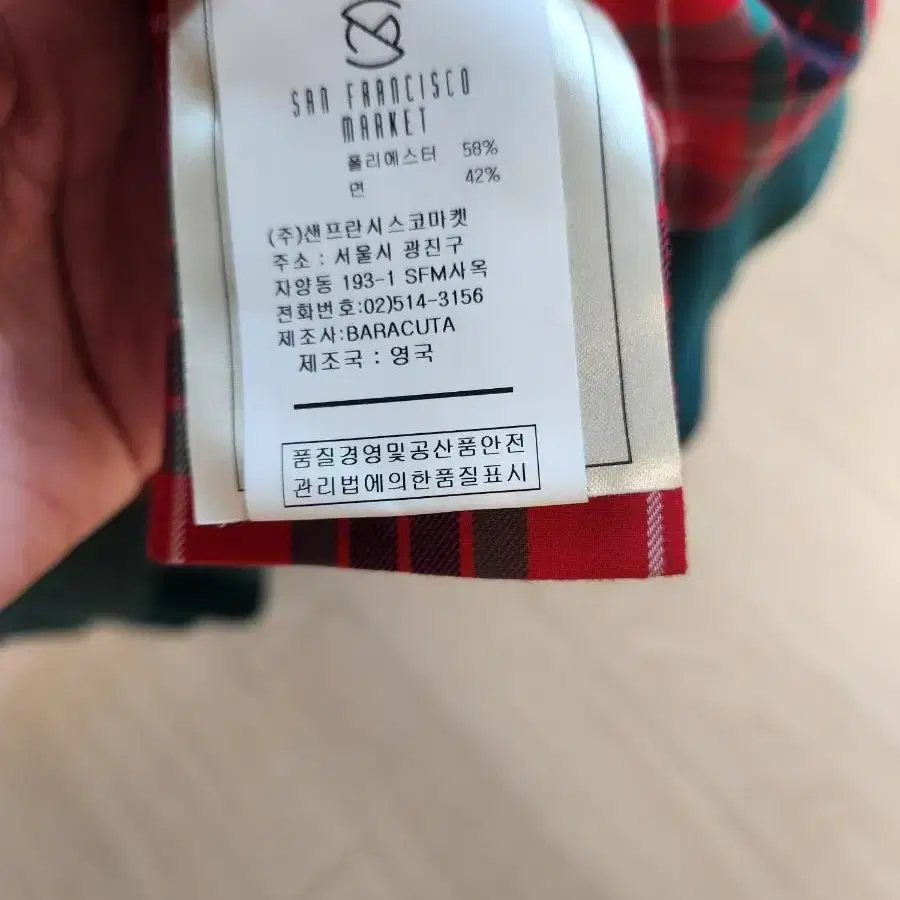 SAN FRANCISCO
MARKET
폴리에스터 58%
면 42%
(주)샌프란시스코마켓
주소 : 서울시 광진구
자양동 193-1 SFM사옥
전화번호:02)514-3156
제조사:BARACUTA
제조국 : 영국
품질경영및공산품안전
관리법에의한품질표시